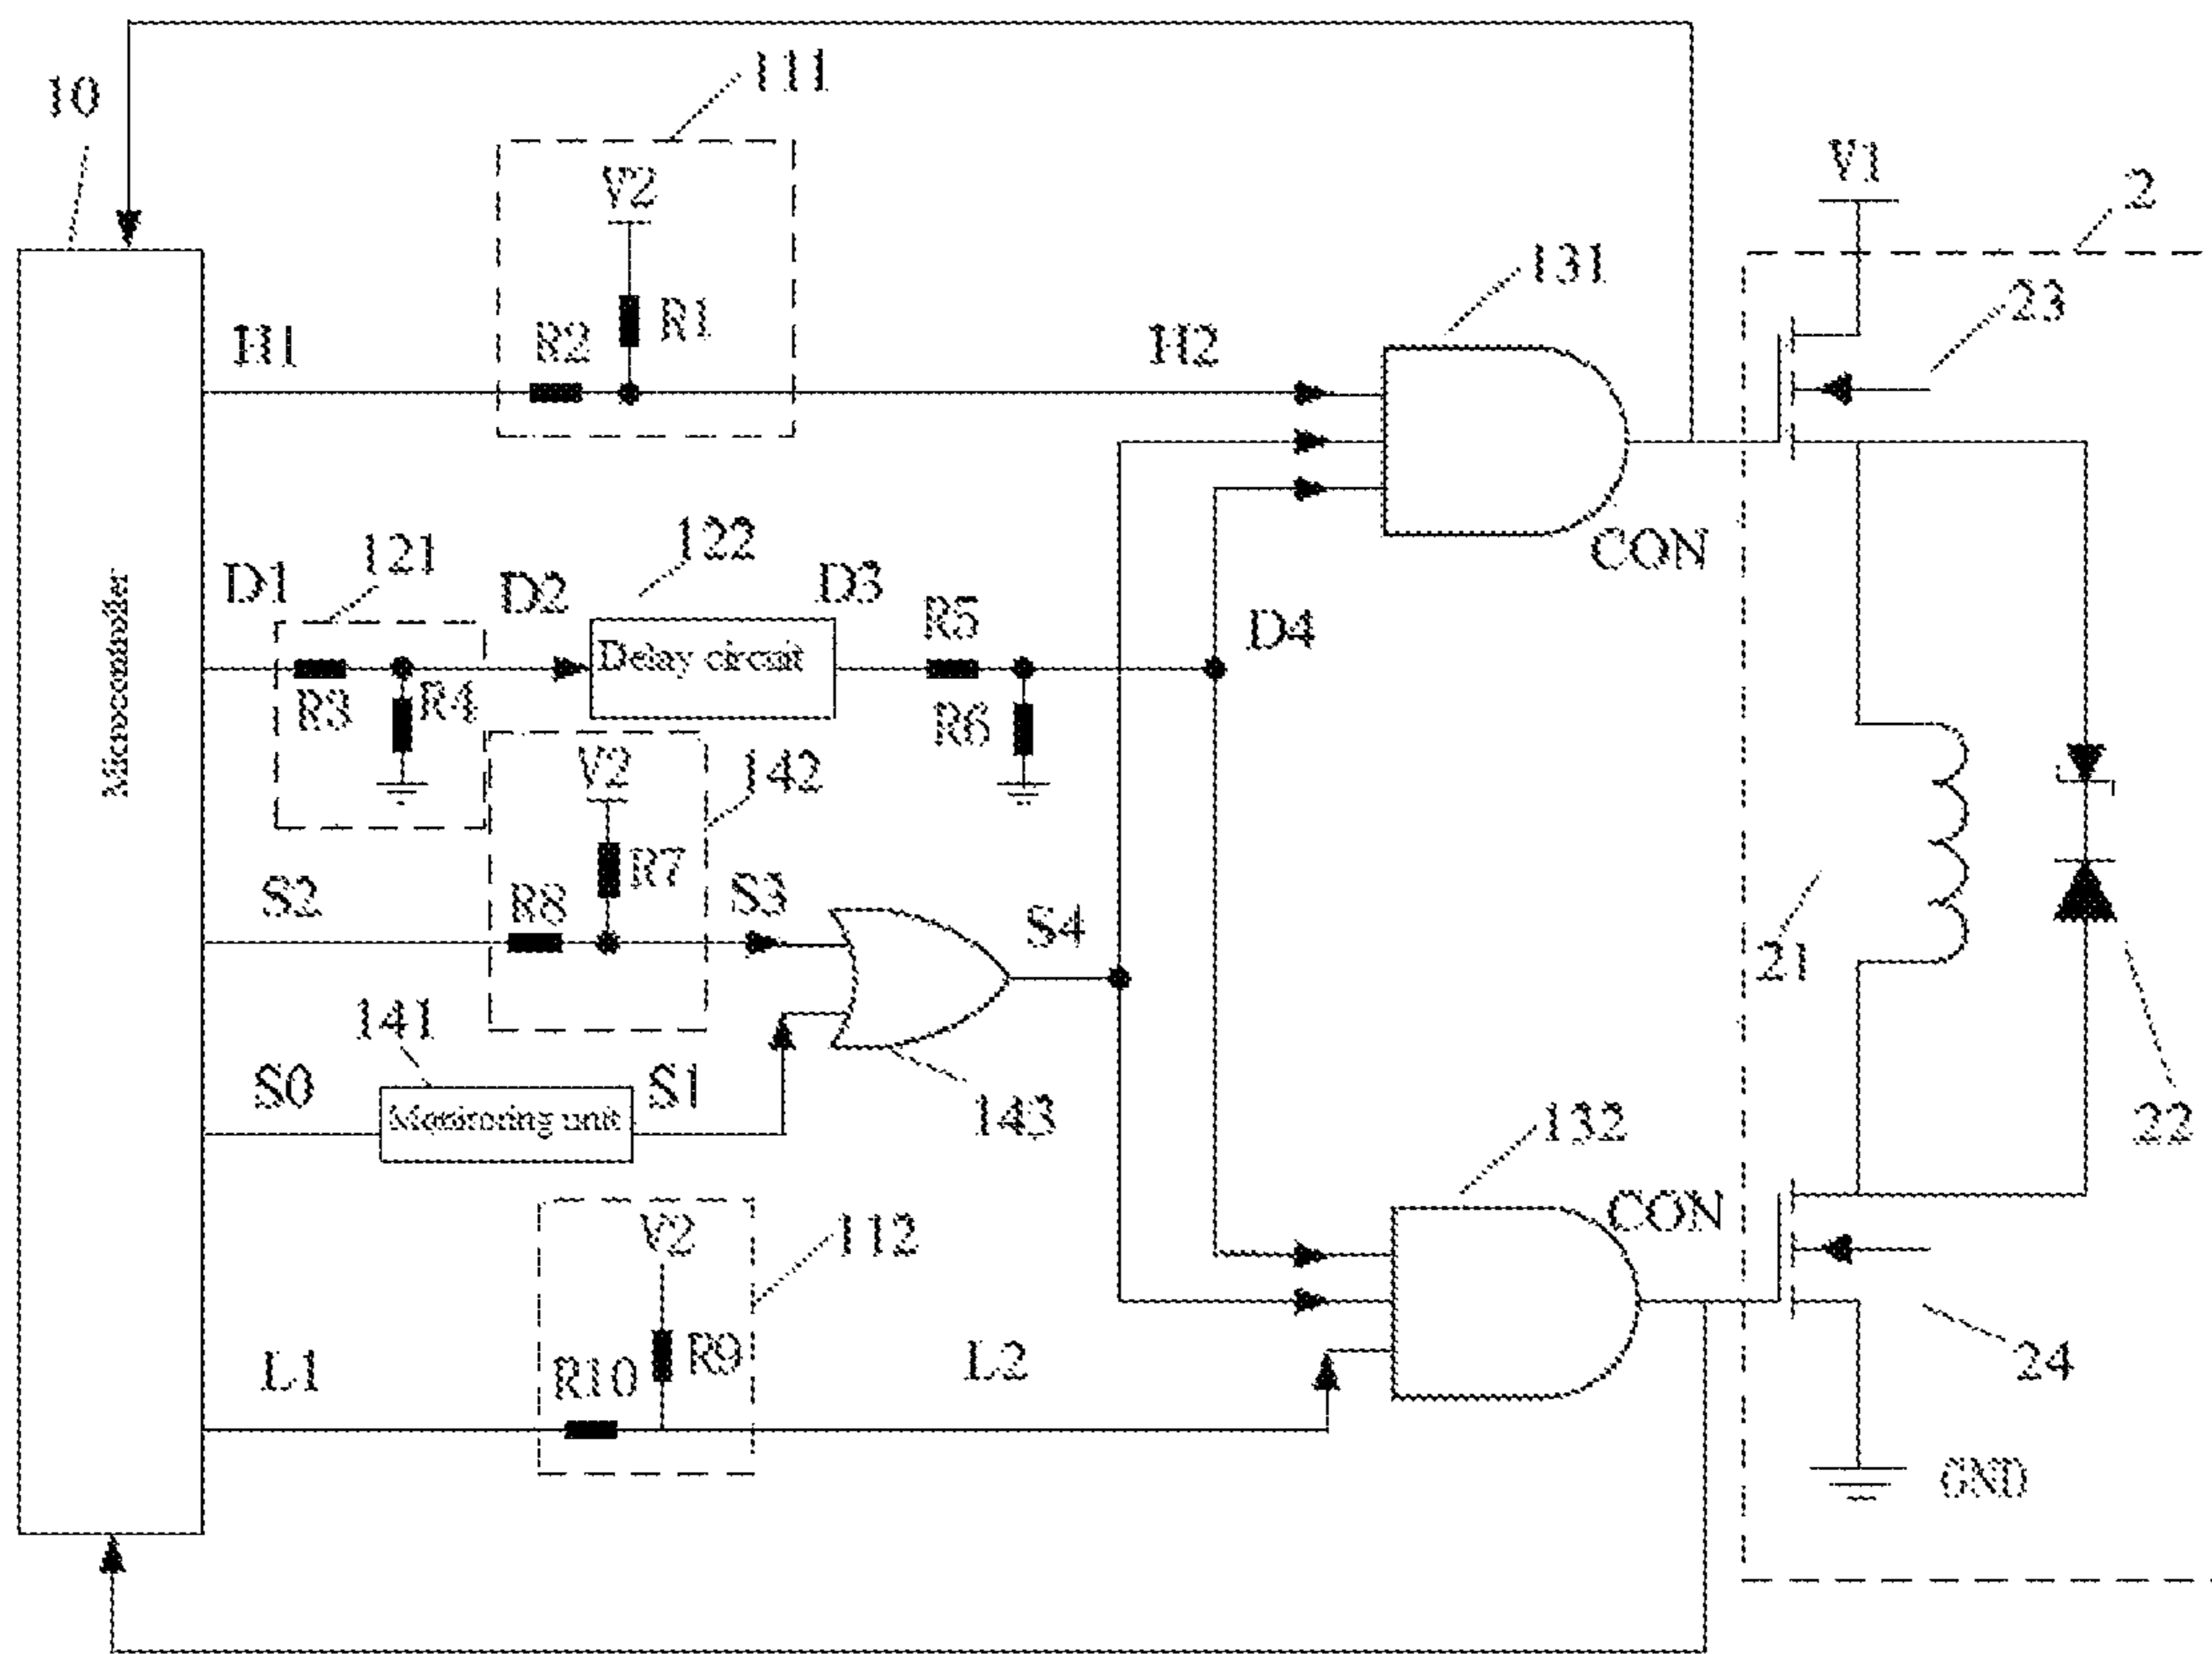 10
111
V2
V1
2
131
23
H1
R2
R1
H2
CON
121
122
D1
D2
D3
R5
D4
Delay circuit
R3
R4
R6
Microcontroller
V2
142
S2
R8
R7
S3
S4
21
141
S0
S1
Monitoring unit
143
132
22
V2
112
CON
L1
R10
R9
L2
24
GND